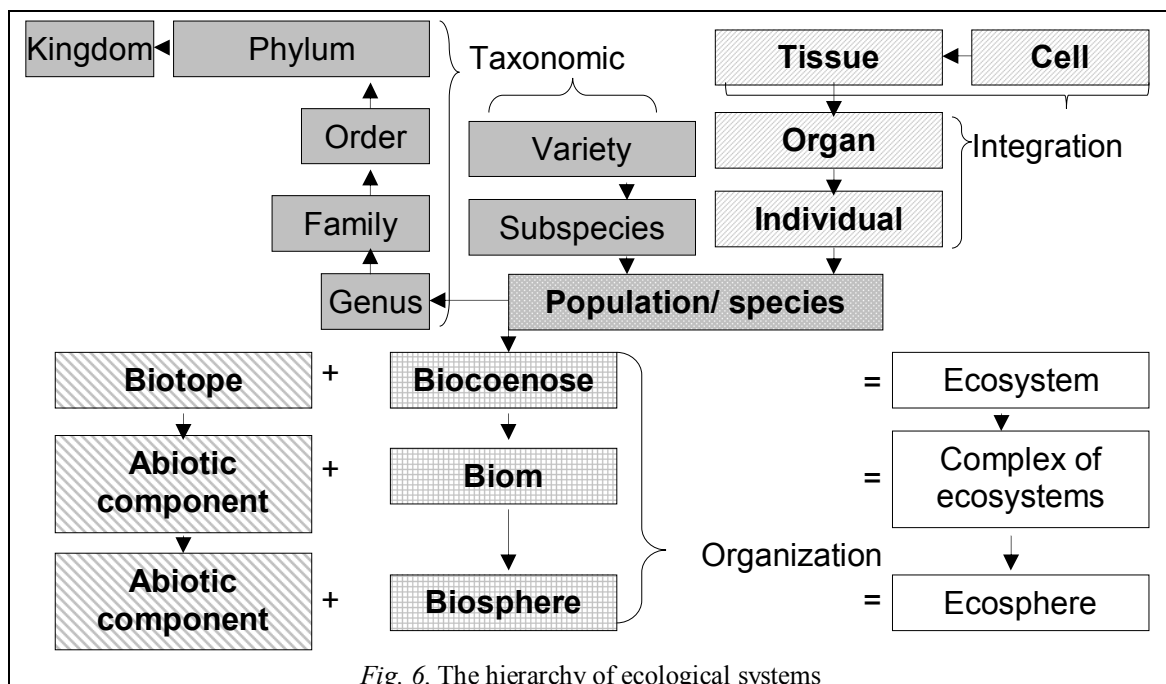 Kingdom
Phylum
Taxonomic
Tissue
Cell
Order
Variety
Organ
Integration
Family
Subspecies
Individual
Genus
Population/ species
Biotope
+
Biocoenose
=
Ecosystem
Abiotic
component
+
Biom
=
Complex of
ecosystems
Organization
Abiotic
component
+
Biosphere
=
Ecosphere
Fig. 6. The hierarchy of ecological systems